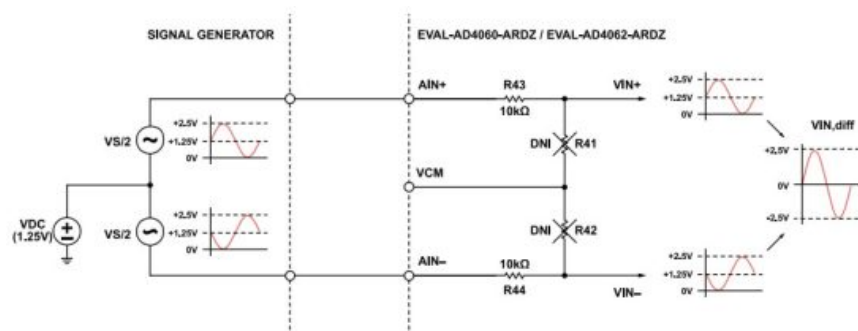 SIGNAL GENERATOR
EVAL-AD4060-ARDZ / EVAL-AD4062-ARDZ
AIN+
R43
10kΩ
VIN+
+2.5V
+1.25V
0V
VS/2
+2.5V
+1.25V
0V
DNI
R41
VIN,diff
+2.5V
0V
-2.5V
VCM
VDC
(1.25V)
VS/2
+2.5V
+1.25V
0V
DNI
R42
AIN–
10kΩ
R44
VIN–
+2.5V
+1.25V
0V